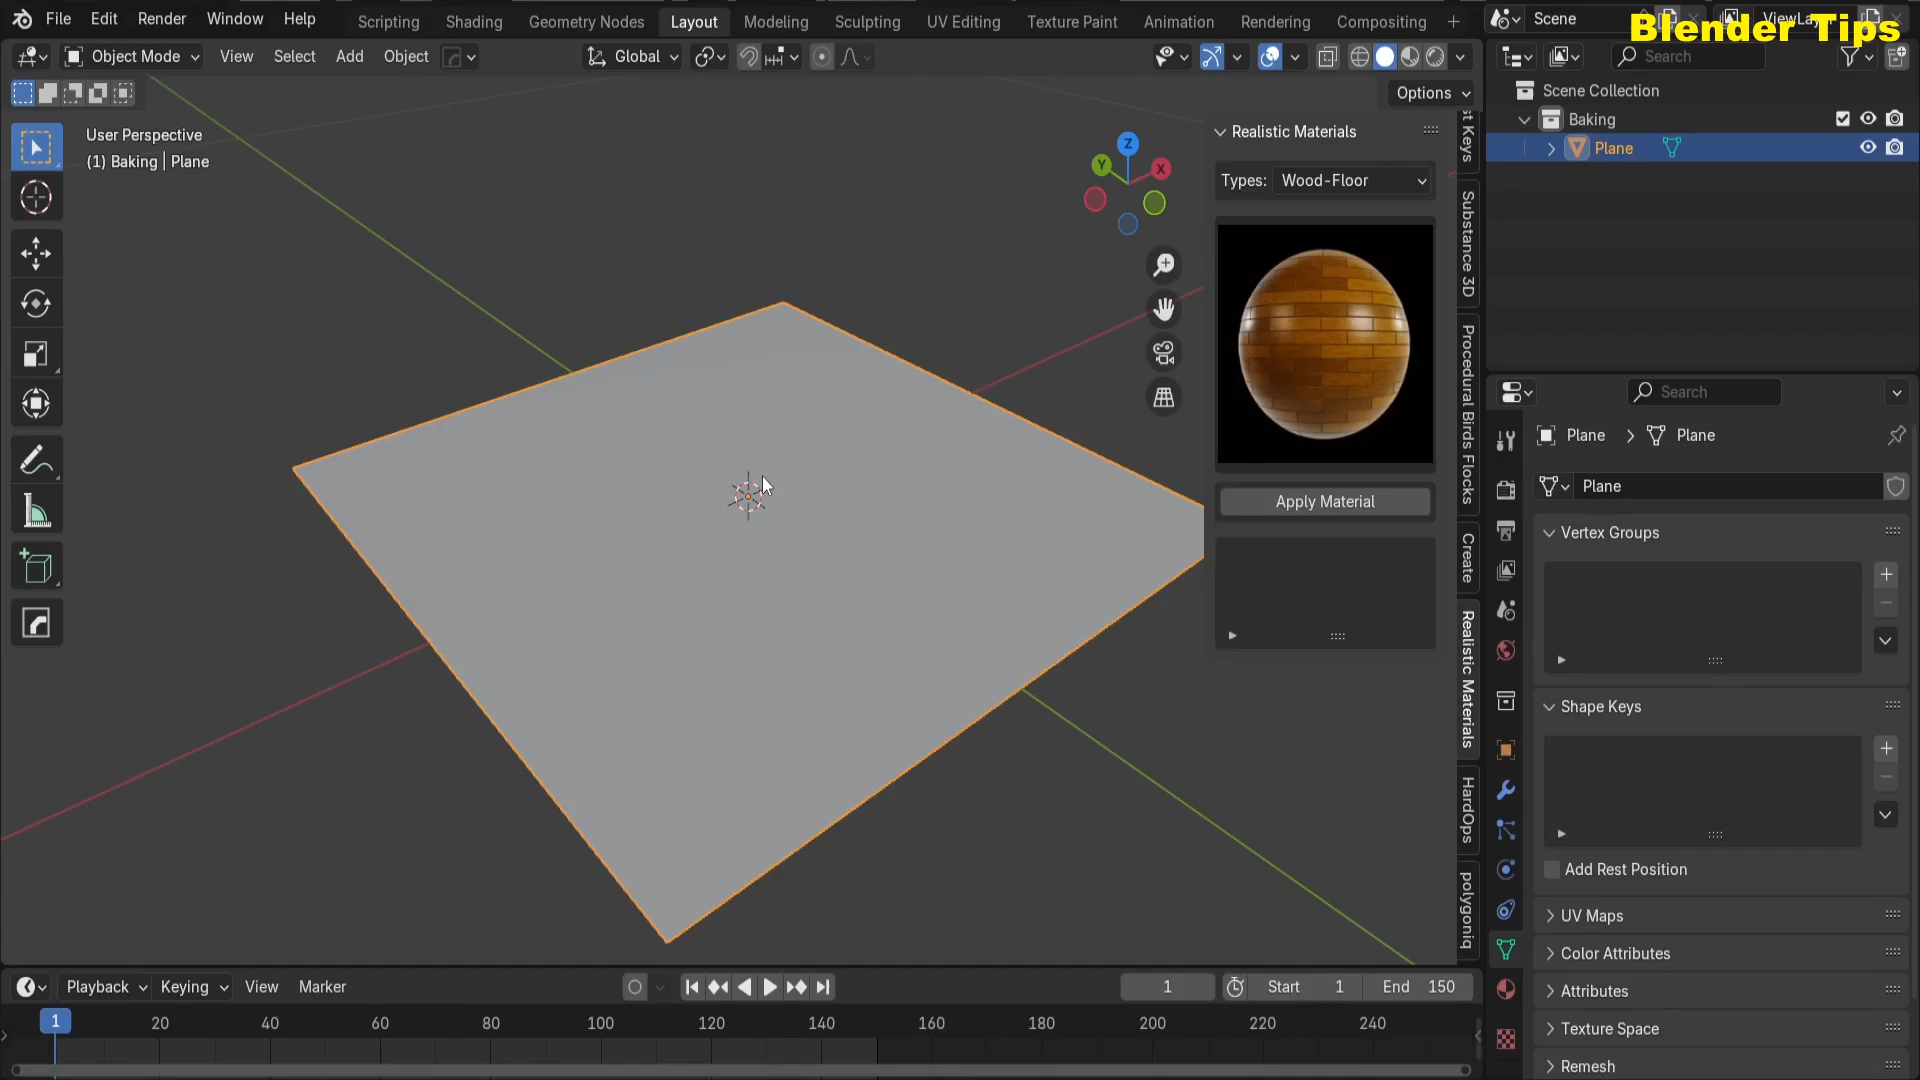 File Edit Render Window Help Scripting Shading Geometry Nodes Layout Modeling Sculpting UV Editing Texture Paint Animation Rendering Compositing + Scene ViewLay
Blender Tips
Object Mode View Select Add Object Global Search
Options
User Perspective
(1) Baking | Plane
Z
Y
X
Realistic Materials
Types: Wood-Floor
Apply Material
st Keys
Substance 3D
Procedural Birds Flocks
Create
Realistic Materials
HardOps
polygoniq
Scene Collection
Baking
Plane
Search
Plane > Plane
Plane
Vertex Groups
Shape Keys
Add Rest Position
UV Maps
Color Attributes
Attributes
Texture Space
Remesh
Playback Keying View Marker 1 Start 1 End 150
1 20 40 60 80 100 120 140 160 180 200 220 240